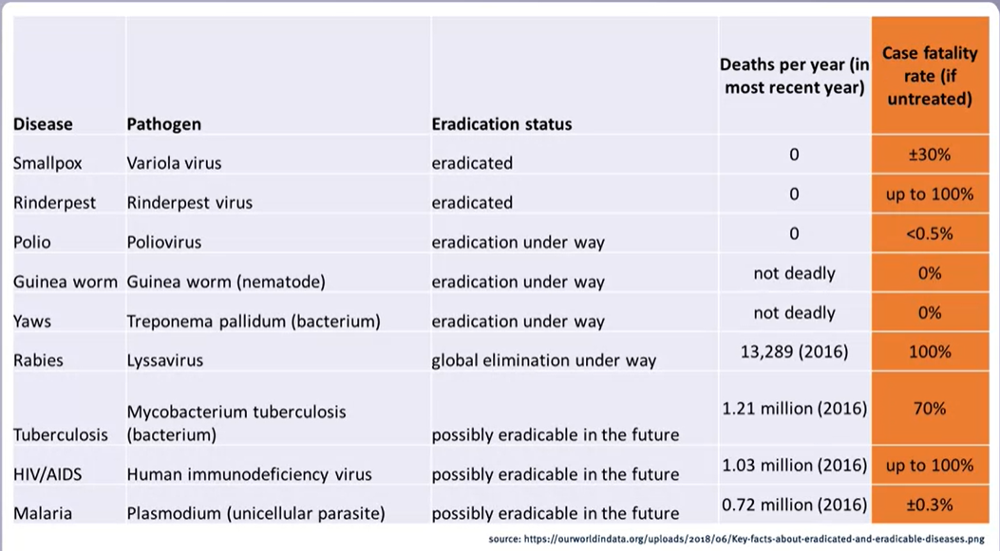 Disease Pathogen Eradication status Deaths per year (in most recent year) Case fatality rate (if untreated)
Smallpox Variola virus eradicated 0 ±30%
Rinderpest Rinderpest virus eradicated 0 up to 100%
Polio Poliovirus eradication under way 0 <0.5%
Guinea worm Guinea worm (nematode) eradication under way not deadly 0%
Yaws Treponema pallidum (bacterium) eradication under way not deadly 0%
Rabies Lyssavirus global elimination under way 13,289 (2016) 100%
Tuberculosis Mycobacterium tuberculosis (bacterium) possibly eradicable in the future 1.21 million (2016) 70%
HIV/AIDS Human immunodeficiency virus possibly eradicable in the future 1.03 million (2016) up to 100%
Malaria Plasmodium (unicellular parasite) possibly eradicable in the future 0.72 million (2016) ±0.3%
source: https://ourworldindata.org/uploads/2018/06/Key-facts-about-eradicated-and-eradicable-diseases.png